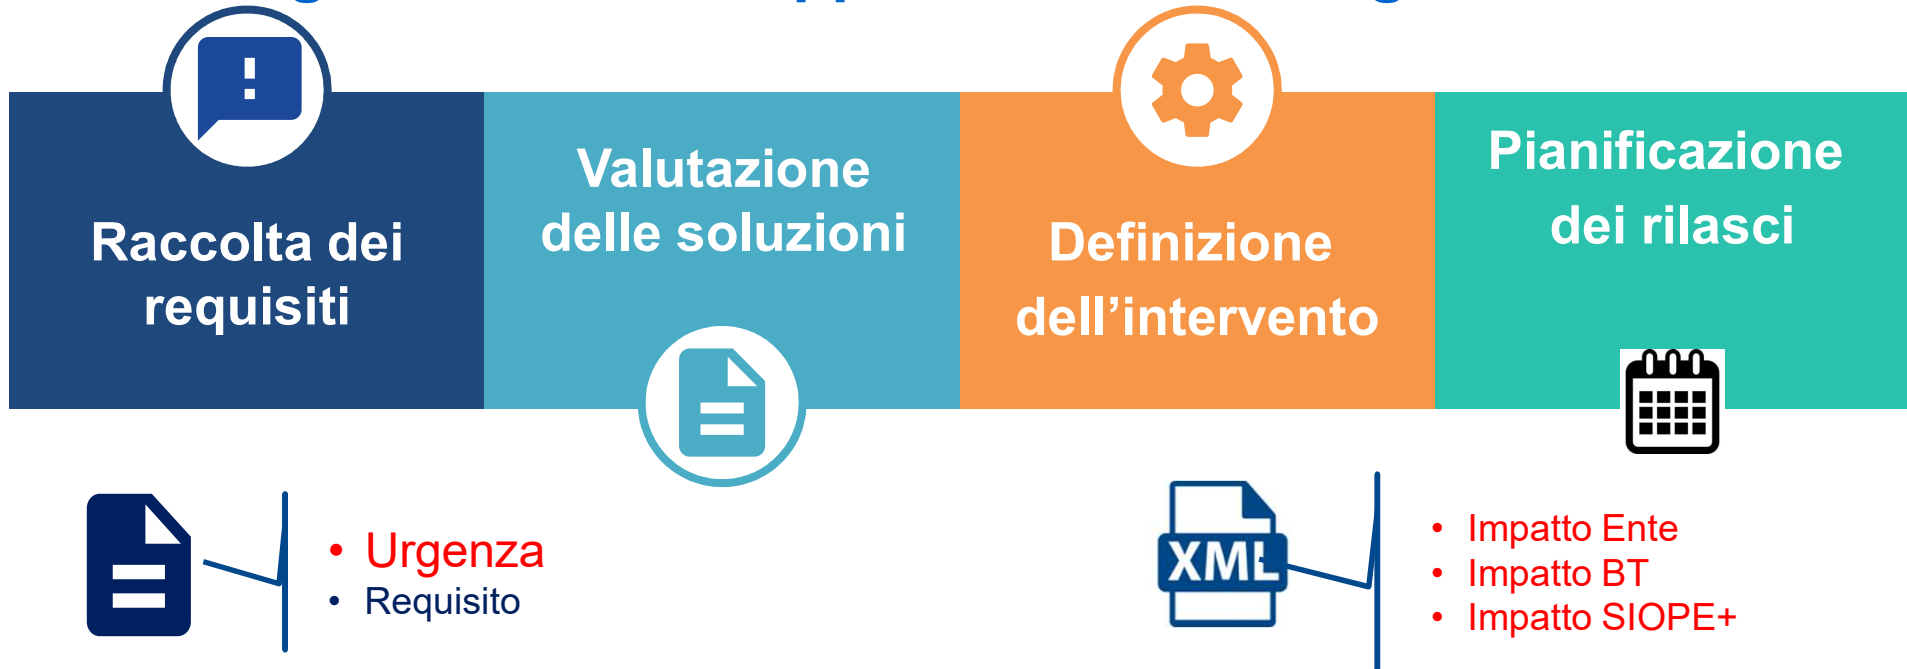 Raccolta dei
requisiti
Valutazione
delle soluzioni
Definizione
dell’intervento
Pianificazione
dei rilasci
• Urgenza
• Requisito
XML
• Impatto Ente
• Impatto BT
• Impatto SIOPE+